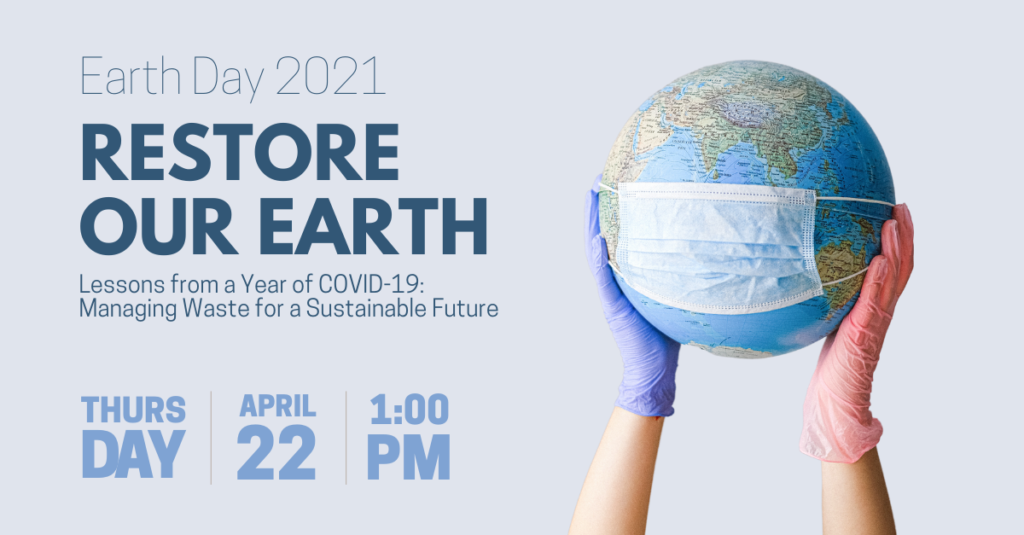 Earth Day 2021
RESTORE
OUR EARTH
Lessons from a Year of COVID-19:
Managing Waste for a Sustainable Future
THURS
DAY
APRIL
22
1:00
PM